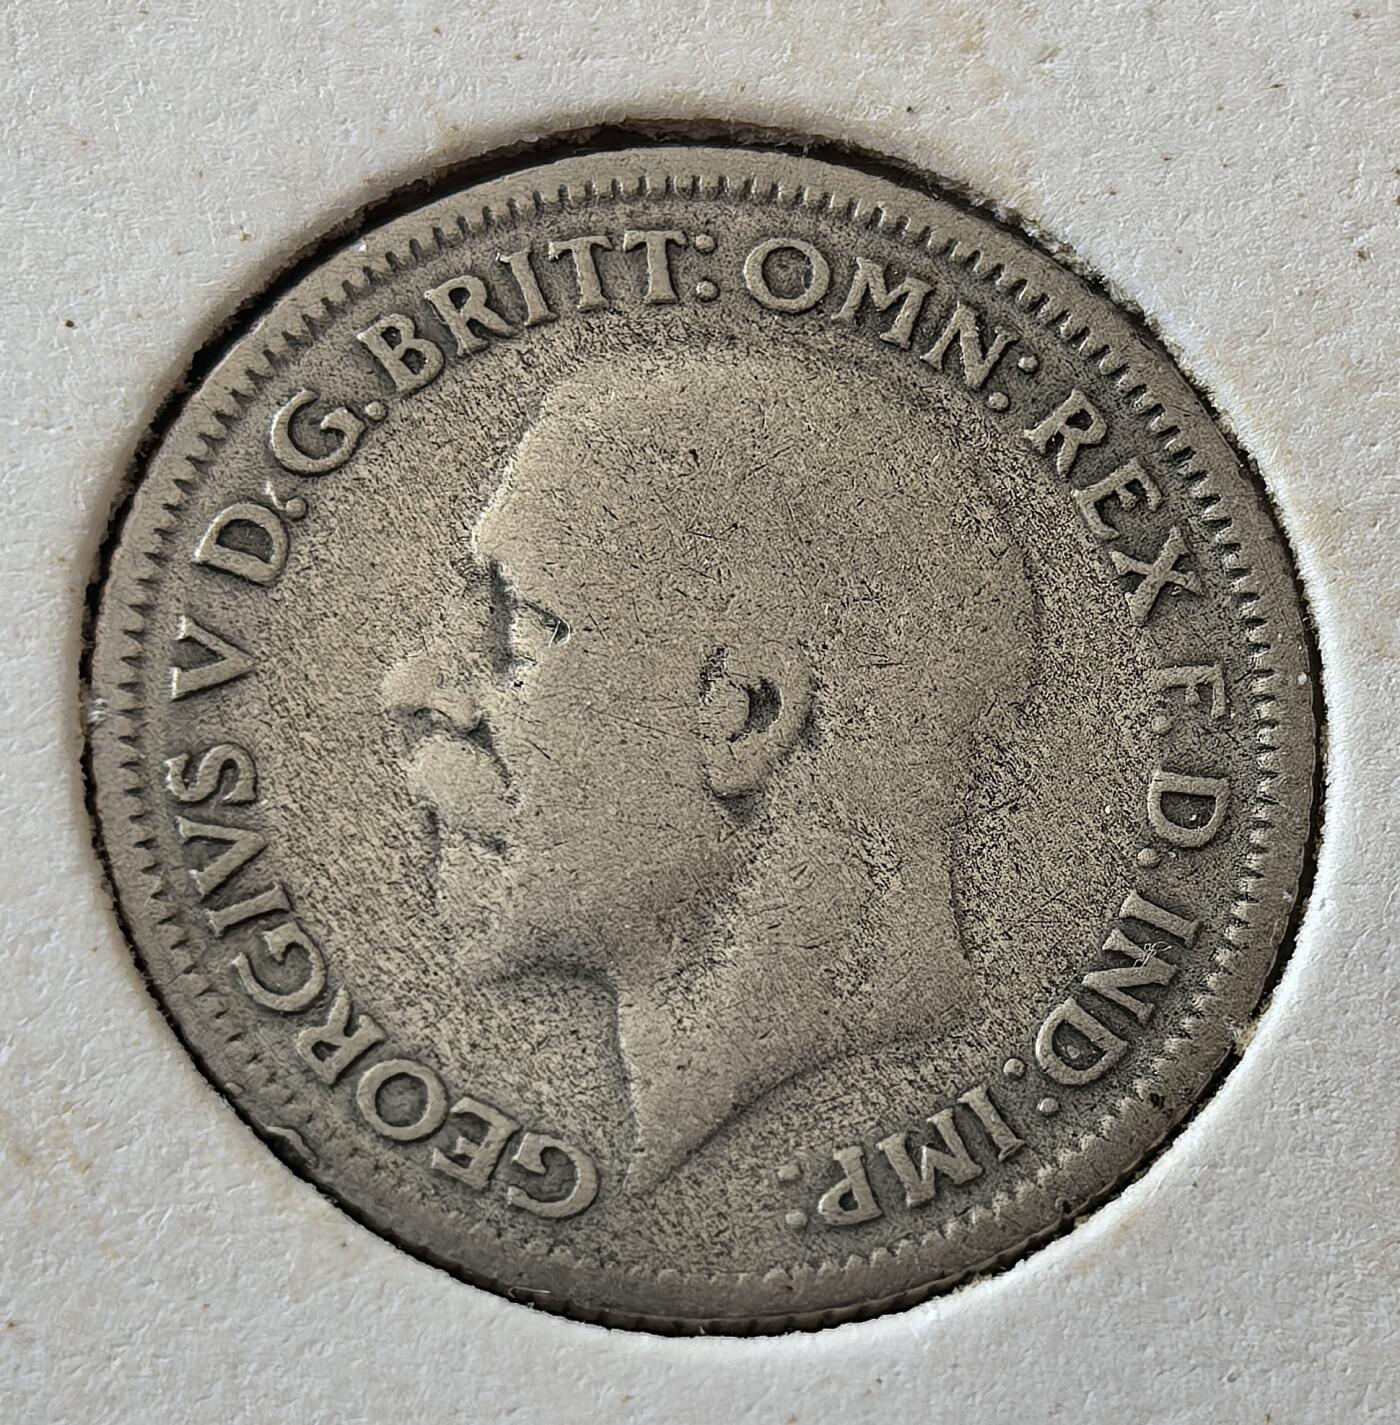 GEORGIVS V D.G.BRITT: OMN: REX F.D.IND:IMP: